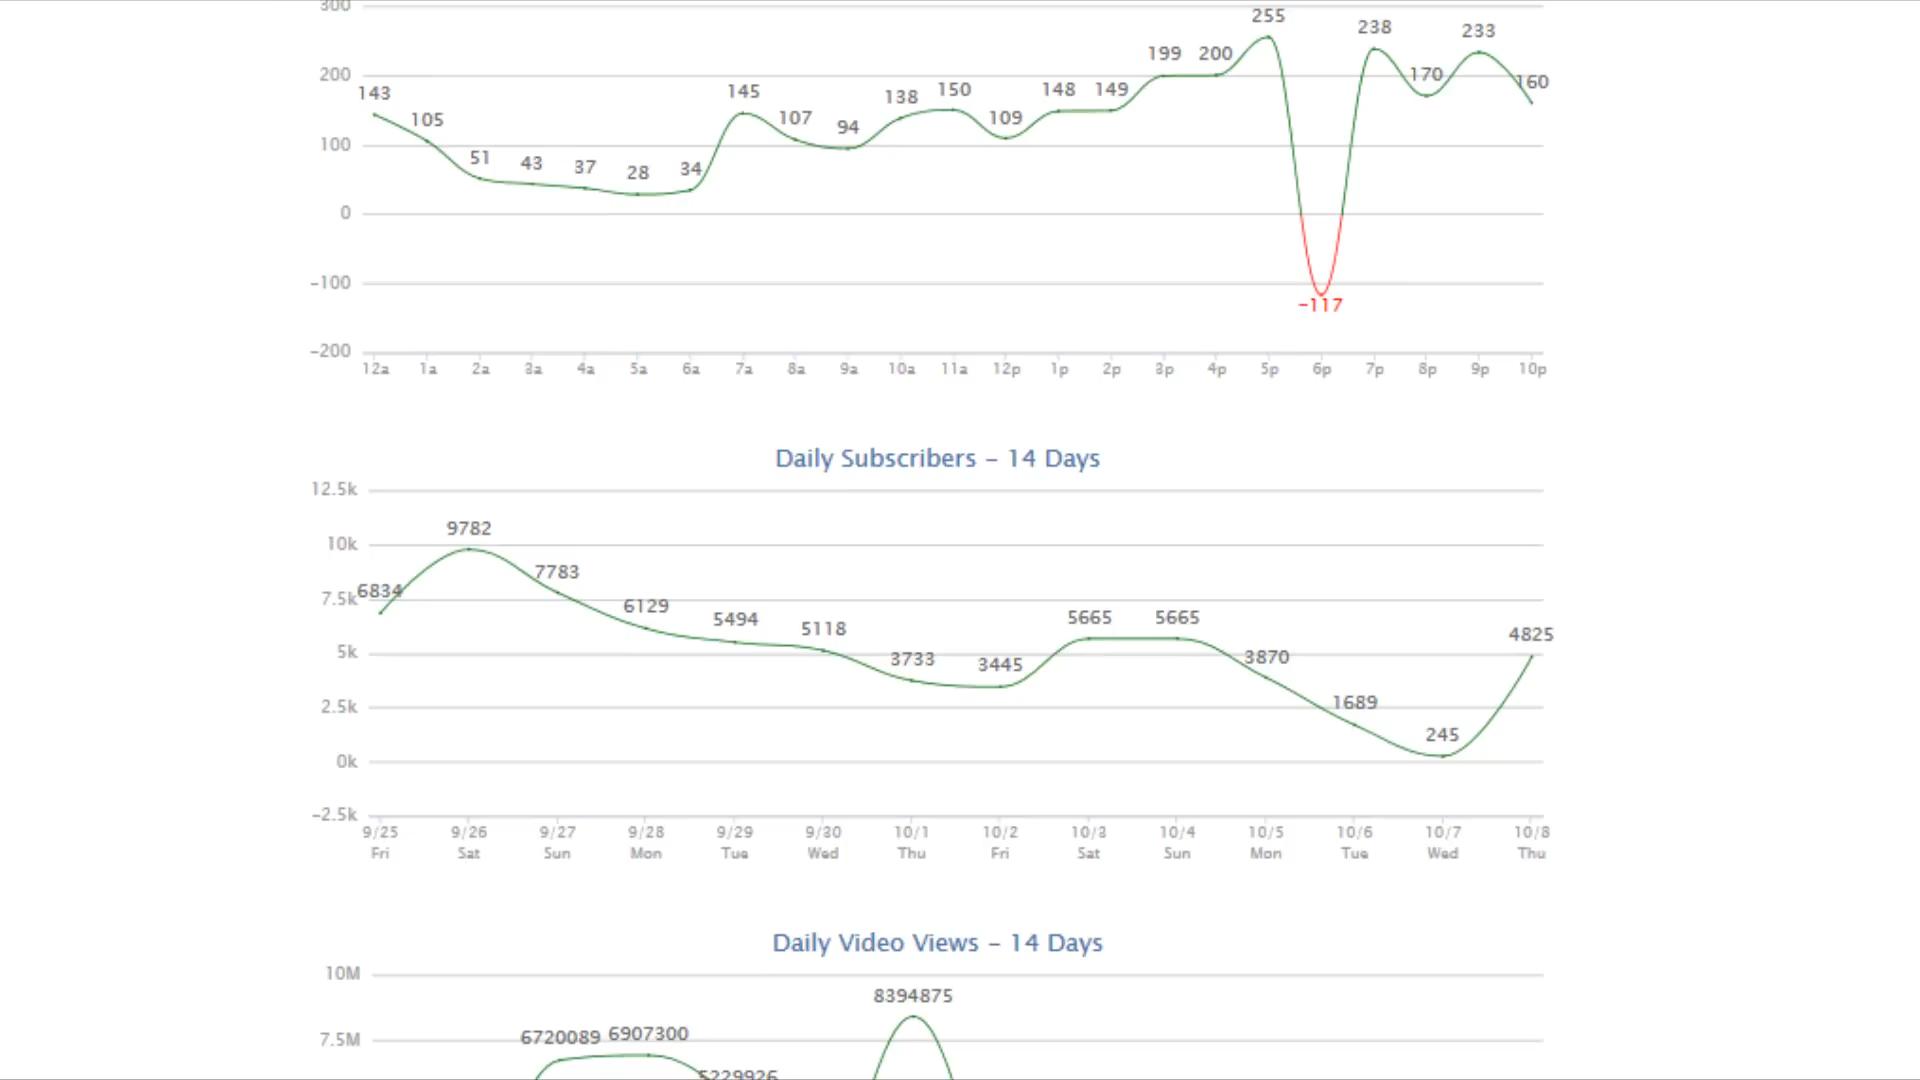 300
255
238
233
199 200
200
170
160
143
145
138 150
148 149
105
107
109
94
100
51 43 37 28 34
0
-100
-117
-200
12a 1a 2a 3a 4a 5a 6a 7a 8a 9a 10a 11a 12p 1p 2p 3p 4p 5p 6p 7p 8p 9p 10p
Daily Subscribers - 14 Days
12.5k
9782
10k
7783
7.5k
6834
6129
5494
5118
5665 5665
4825
5k
3733 3445
3870
2.5k
1689
245
0k
-2.5k
9/25 9/26 9/27 9/28 9/29 9/30 10/1 10/2 10/3 10/4 10/5 10/6 10/7 10/8
Fri Sat Sun Mon Tue Wed Thu Fri Sat Sun Mon Tue Wed Thu
Daily Video Views - 14 Days
10M
8394875
7.5M
6720089 6907300
5229926